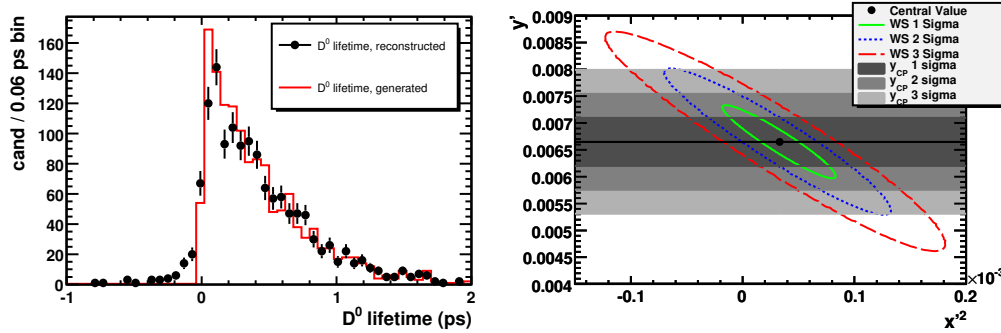 cand / 0.06 ps bin
160
140
120
100
80
60
40
20
0
D⁰ lifetime, reconstructed
D⁰ lifetime, generated
-1 0 1 2
D⁰ lifetime (ps)
y'
0.009
0.0085
0.008
0.0075
0.007
0.0065
0.006
0.0055
0.005
0.0045
0.004
Central Value
WS 1 Sigma
WS 2 Sigma
WS 3 Sigma
y_CP 1 sigma
y_CP 2 sigma
y_CP 3 sigma
-0.1 0 0.1 0.2
×10⁻³
x'²